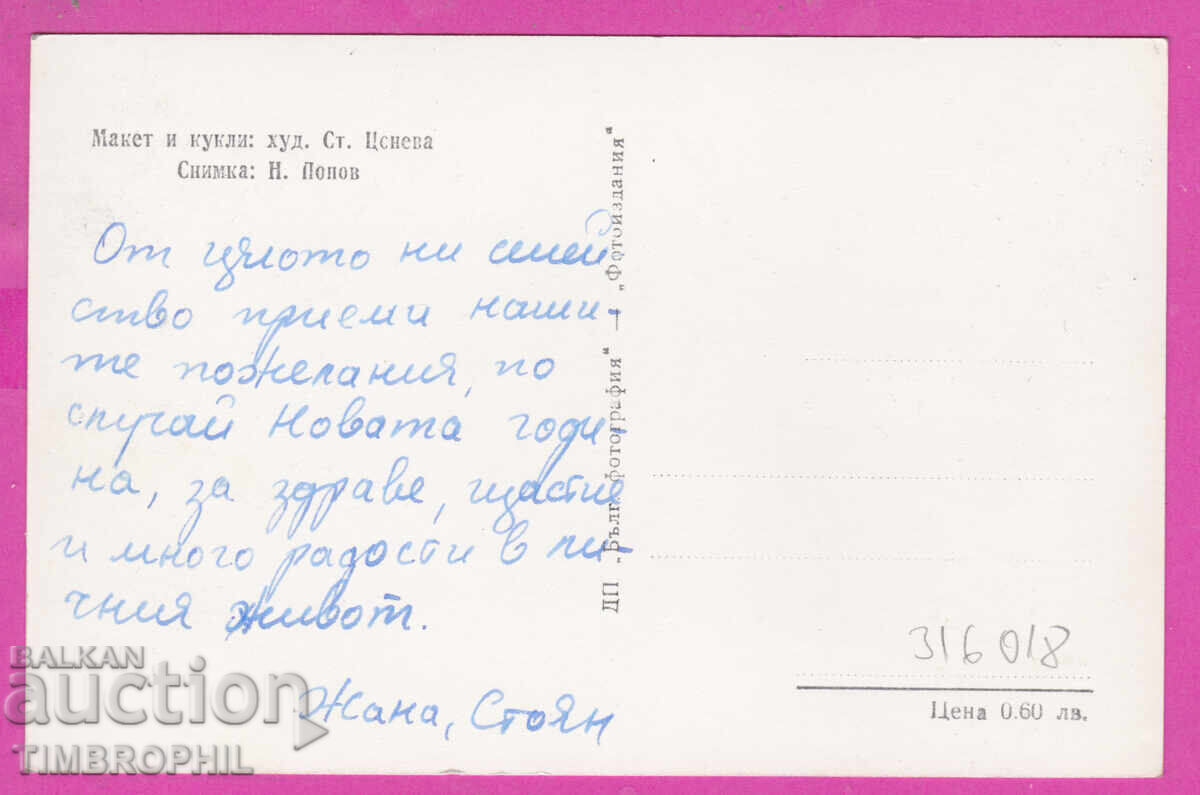 Макет и кукли: худ. Ст. Ценева
Снимка: Н. Попов
От цялото ни семей
ство приеми наши-
те пожелания, по
случай Новата годи-
на, за здраве, щастие
и много радости в ли-
чния живот.
Жана, Стоян
ДП „Българска фотография“ — „Фотоиздания“
316018
Цена 0.60 лв.
BALKAN
auction
TIMBROPHIL